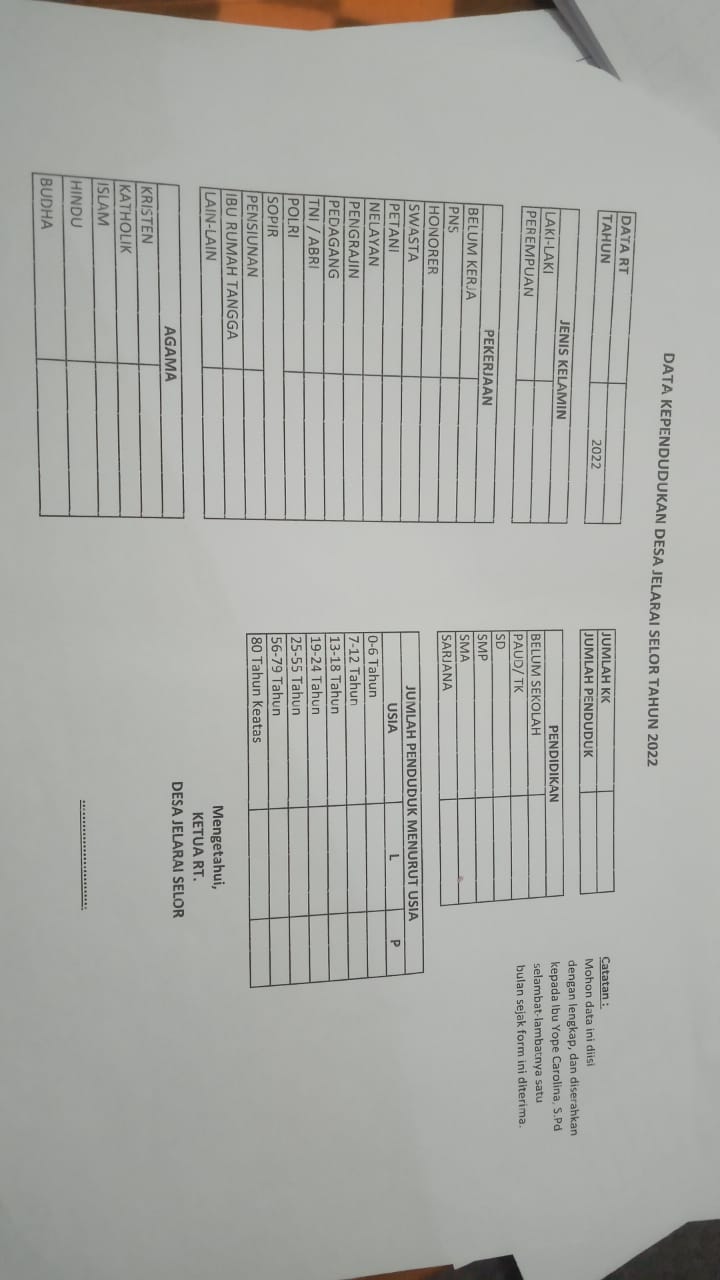 DATA KEPENDUDUKAN DESA JELARAI SELOR TAHUN 2022
DATA RT
TAHUN 2022
JENIS KELAMIN
LAKI-LAKI
PEREMPUAN
PEKERJAAN
BELUM KERJA
PNS
HONORER
SWASTA
PETANI
NELAYAN
PENGRAJIN
PEDAGANG
TNI / ABRI
POLRI
SOPIR
PENSIUNAN
IBU RUMAH TANGGA
LAIN-LAIN
AGAMA
KRISTEN
KATHOLIK
ISLAM
HINDU
BUDHA
JUMLAH KK
JUMLAH PENDUDUK
PENDIDIKAN
BELUM SEKOLAH
PAUD/ TK
SD
SMP
SMA
SARJANA
JUMLAH PENDUDUK MENURUT USIA
USIA L P
0-6 Tahun
7-12 Tahun
13-18 Tahun
19-24 Tahun
25-55 Tahun
56-79 Tahun
80 Tahun Keatas
Mengetahui,
KETUA RT.
DESA JELARAI SELOR
Catatan :
Mohon data ini diisi
dengan lengkap, dan diserahkan
kepada Ibu Yope Carolina, S.Pd
selambat-lambatnya satu
bulan sejak form ini diterima.